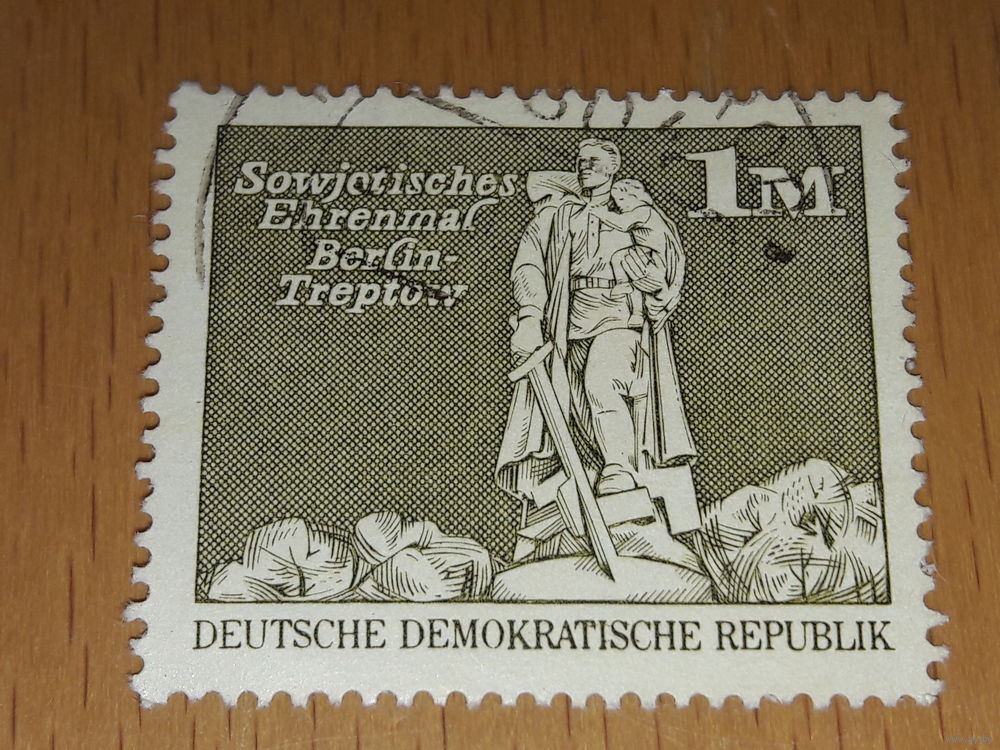 Sowjetisches
Ehrenmal
Berlin-
Treptow
1M
DEUTSCHE DEMOKRATISCHE REPUBLIK